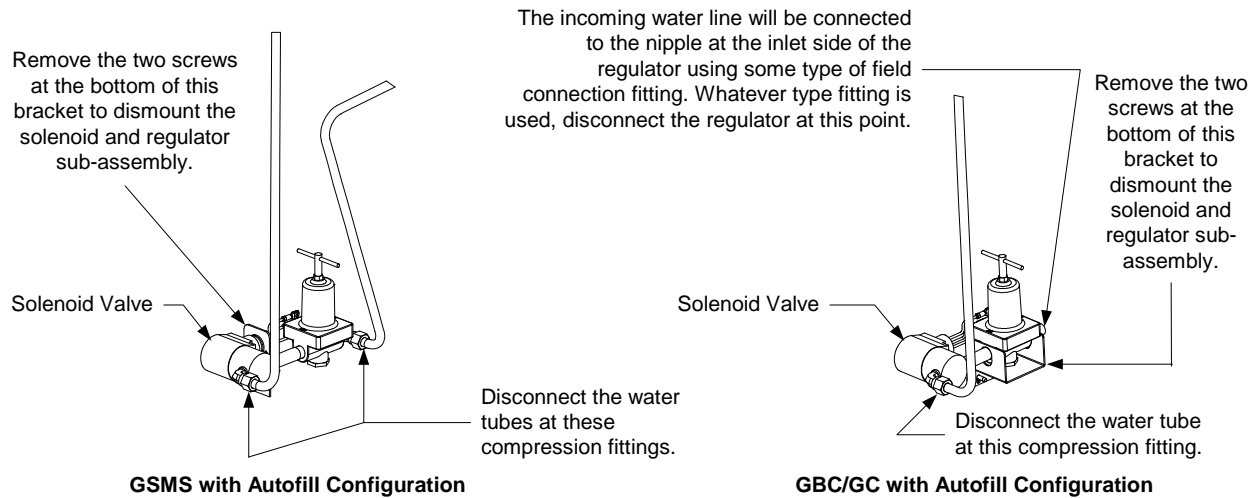 Remove the two screws
at the bottom of this
bracket to dismount the
solenoid and regulator
sub-assembly.
Solenoid Valve
Disconnect the water
tubes at these
compression fittings.
GSMS with Autofill Configuration
The incoming water line will be connected
to the nipple at the inlet side of the
regulator using some type of field
connection fitting. Whatever type fitting is
used, disconnect the regulator at this point.
Remove the two
screws at the
bottom of this
bracket to
dismount the
solenoid and
regulator sub-
assembly.
Solenoid Valve
Disconnect the water tube
at this compression fitting.
GBC/GC with Autofill Configuration